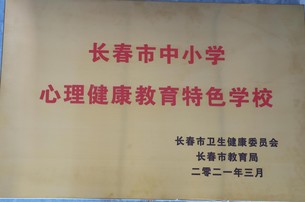 长春市中小学
心理健康教育特色学校
长春市卫生健康委员会
长春市教育局
二零二一年三月